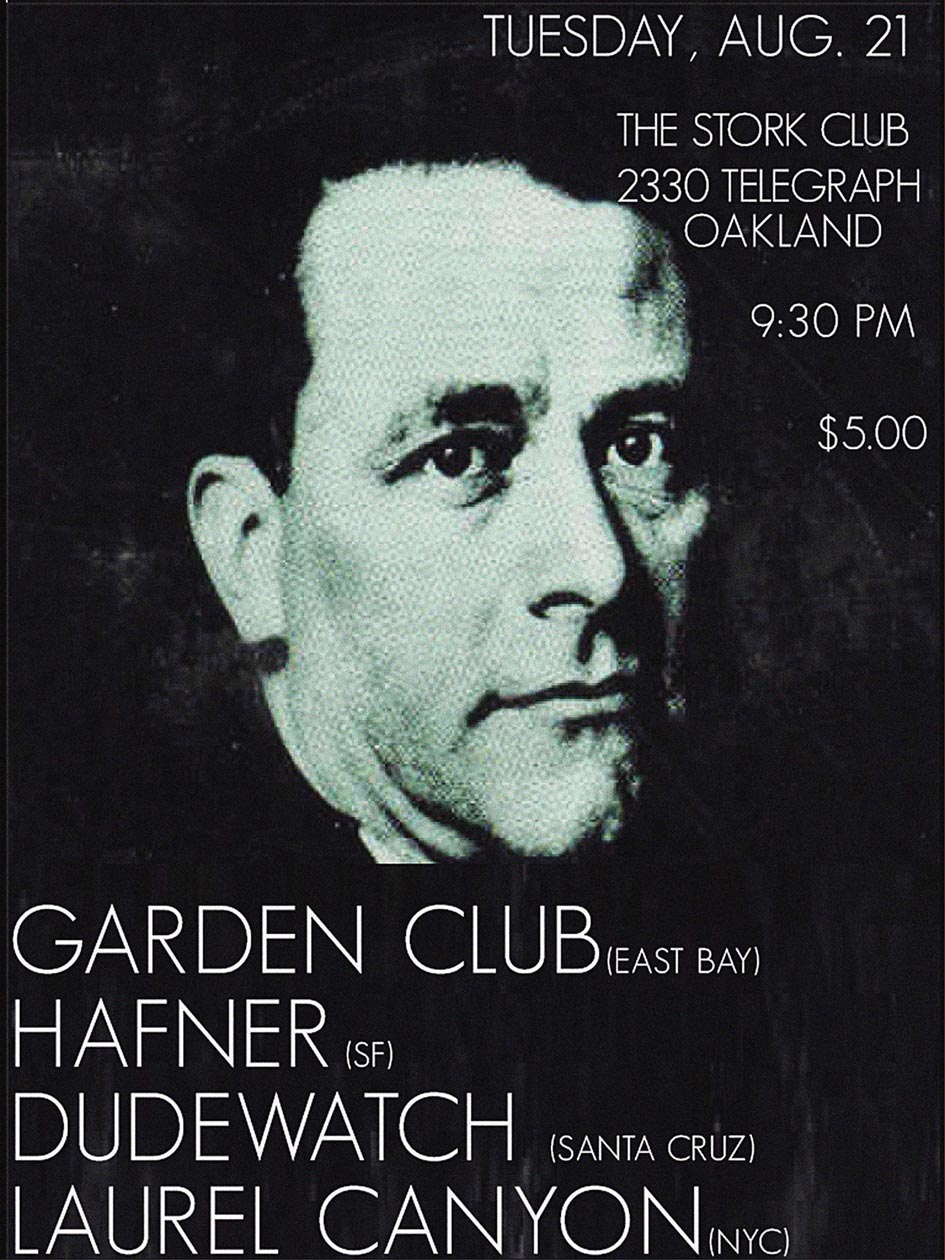 TUESDAY, AUG. 21
THE STORK CLUB
2330 TELEGRAPH
OAKLAND
9:30 PM
$5.00
GARDEN CLUB (EAST BAY)
HAFNER (SF)
DUDEWATCH (SANTA CRUZ)
LAUREL CANYON (NYC)